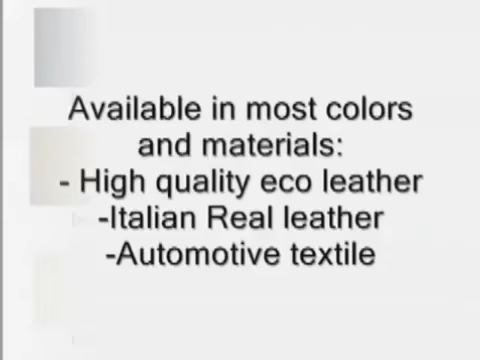 Available in most colors
and materials:
- High quality eco leather
-Italian Real leather
-Automotive textile